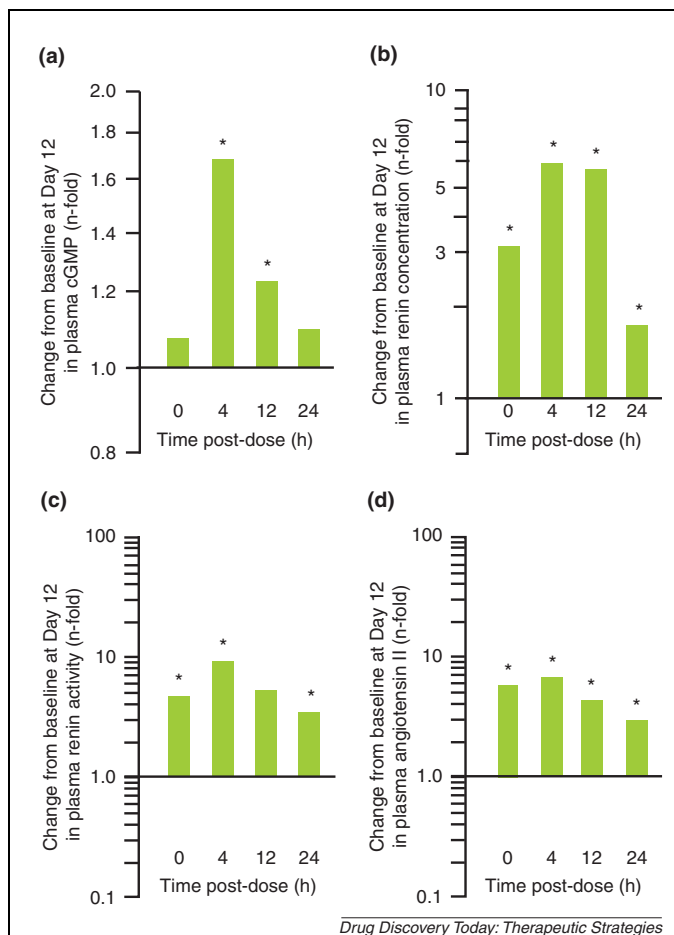 (a)
Change from baseline at Day 12
in plasma cGMP (n-fold)
2.0
1.8
1.6
1.4
1.2
1.0
0.8
*
*
0 4 12 24
Time post-dose (h)
(b)
Change from baseline at Day 12
in plasma renin concentration (n-fold)
10
5
3
1
*
*
*
*
0 4 12 24
Time post-dose (h)
(c)
Change from baseline at Day 12
in plasma renin activity (n-fold)
100
10
1.0
0.1
*
*
*
0 4 12 24
Time post-dose (h)
(d)
Change from baseline at Day 12
in plasma angiotensin II (n-fold)
100
10
1.0
0.1
*
*
*
*
0 4 12 24
Time post-dose (h)
Drug Discovery Today: Therapeutic Strategies